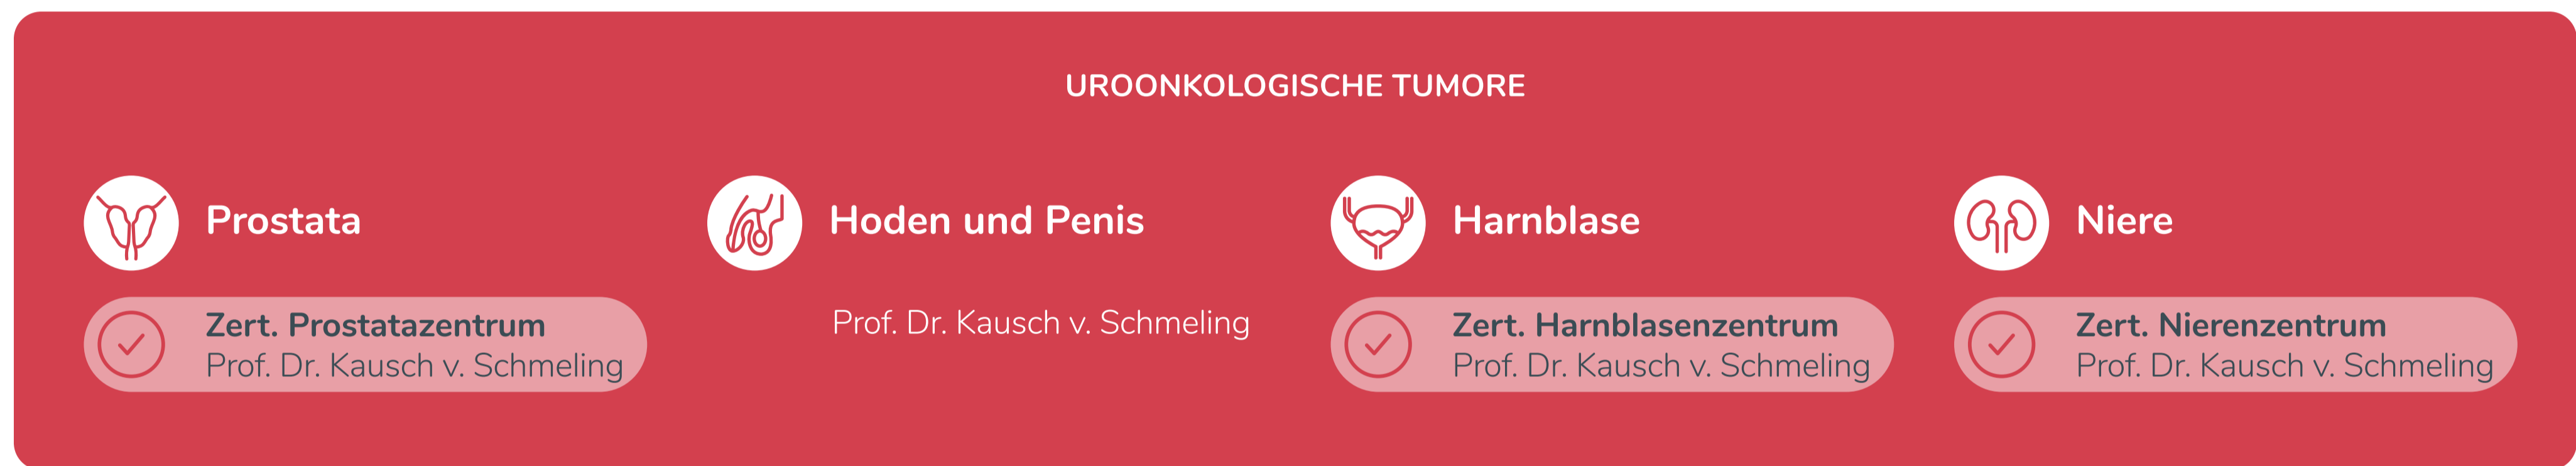 UROONKOLOGISCHE TUMORE
Prostata
Zert. Prostatazentrum
Prof. Dr. Kausch v. Schmeling
Hoden und Penis
Prof. Dr. Kausch v. Schmeling
Harnblase
Zert. Harnblasenzentrum
Prof. Dr. Kausch v. Schmeling
Niere
Zert. Nierenzentrum
Prof. Dr. Kausch v. Schmeling